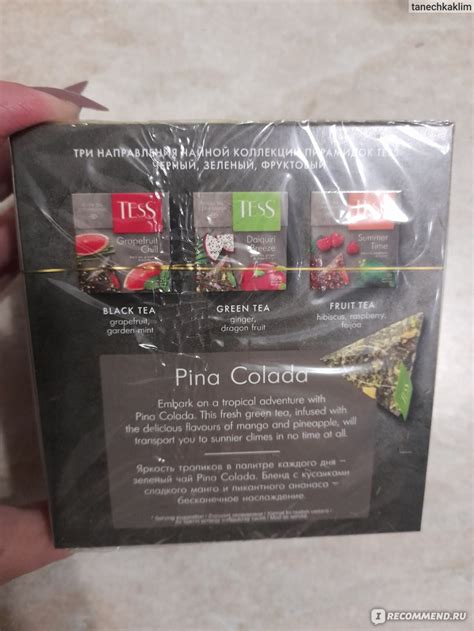 tanechkaklim
ТРИ НАПРАВЛЕНИЯ ЧАЙНОЙ КОЛЛЕКЦИИ ПИРАМИДОК TESS
ЧЕРНЫЙ, ЗЕЛЕНЫЙ, ФРУКТОВЫЙ
TESS TESS TESS
Grapefruit Chill
Daiquiri Breeze
Summer Time
BLACK TEA
grapefruit,
garden mint
GREEN TEA
ginger,
dragon fruit
FRUIT TEA
hibiscus, raspberry,
feijoa
Pina Colada
Embark on a tropical adventure with
Pina Colada. This fresh green tea, infused with
the delicious flavours of mango and pineapple, will
transport you to sunnier climes in no time at all.
Яркость тропиков в палитре каждого дня –
зеленый чай Pina Colada. Бленд с кусочками
сладкого манго и пикантного ананаса –
бесканечное наслаждение.
I RECOMMEND.RU